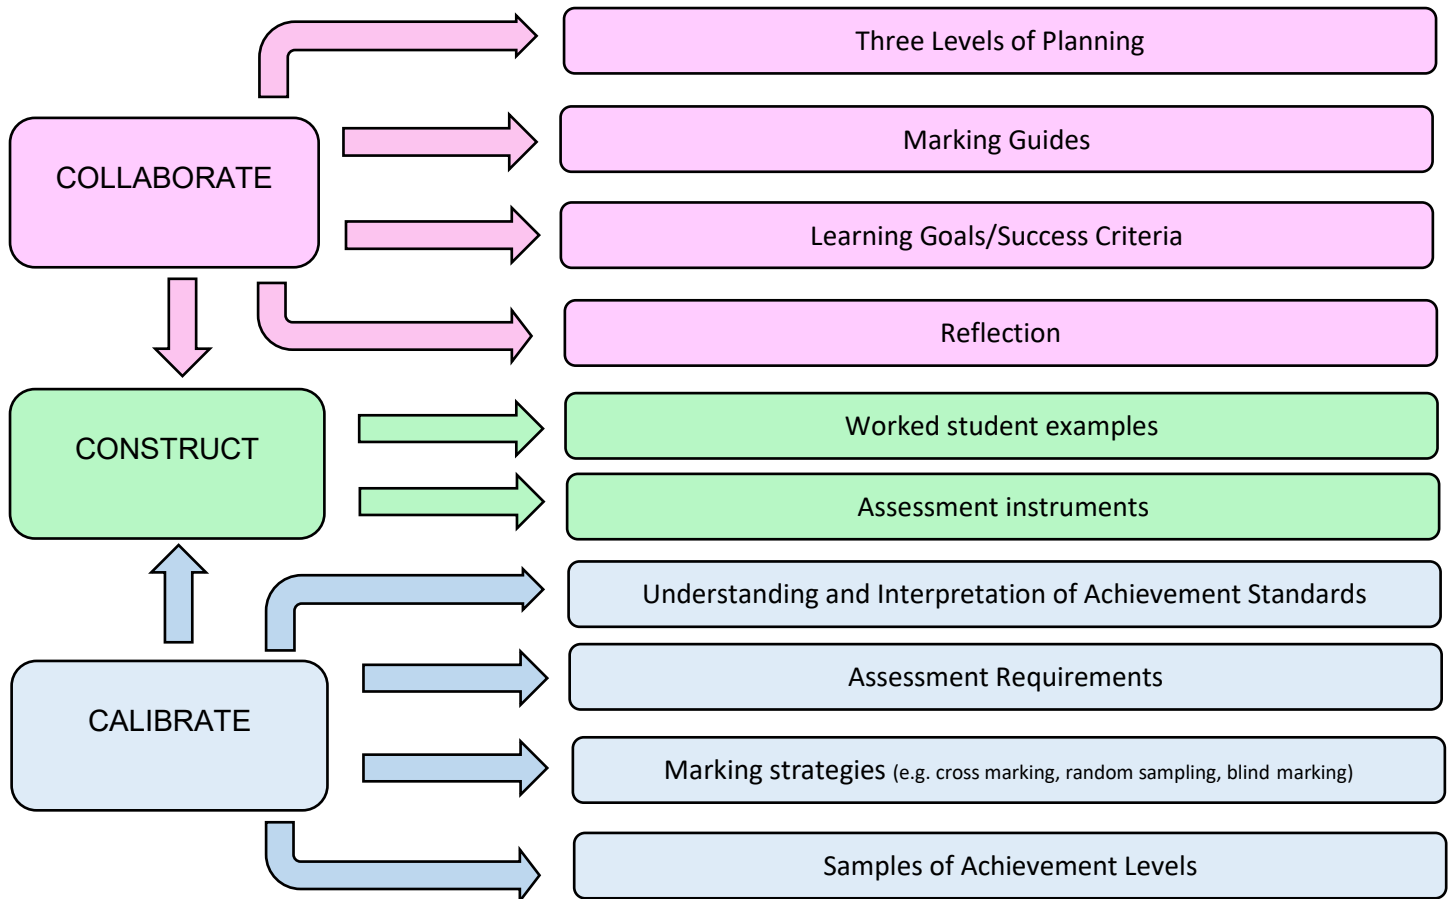 Three Levels of Planning
Marking Guides
COLLABORATE
Learning Goals/Success Criteria
Reflection
Worked student examples
CONSTRUCT
Assessment instruments
Understanding and Interpretation of Achievement Standards
Assessment Requirements
CALIBRATE
Marking strategies (e.g. cross marking, random sampling, blind marking)
Samples of Achievement Levels